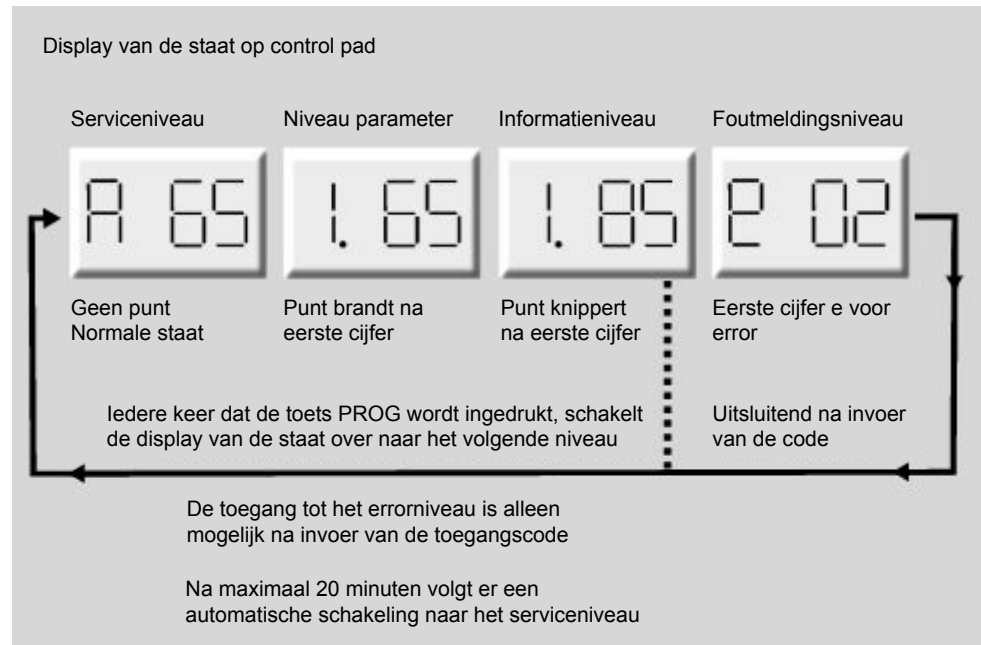 Display van de staat op control pad
Serviceniveau
Niveau parameter
Informatieniveau
Foutmeldingsniveau
A 65
1. 65
1. 85
e 02
Geen punt
Normale staat
Punt brandt na
eerste cijfer
Punt knippert
na eerste cijfer
Eerste cijfer e voor
error
Iedere keer dat de toets PROG wordt ingedrukt, schakelt
de display van de staat over naar het volgende niveau
Uitsluitend na invoer
van de code
De toegang tot het errorniveau is alleen
mogelijk na invoer van de toegangscode
Na maximaal 20 minuten volgt er een
automatische schakeling naar het serviceniveau